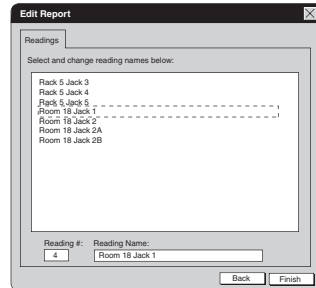 Edit Report
Readings
Select and change reading names below:
Rack 5 Jack 3
Rack 5 Jack 4
Rack 5 Jack 5
Room 18 Jack 1
Room 18 Jack 2
Room 18 Jack 2A
Room 18 Jack 2B
Reading #: Reading Name:
4 Room 18 Jack 1
Back Finish